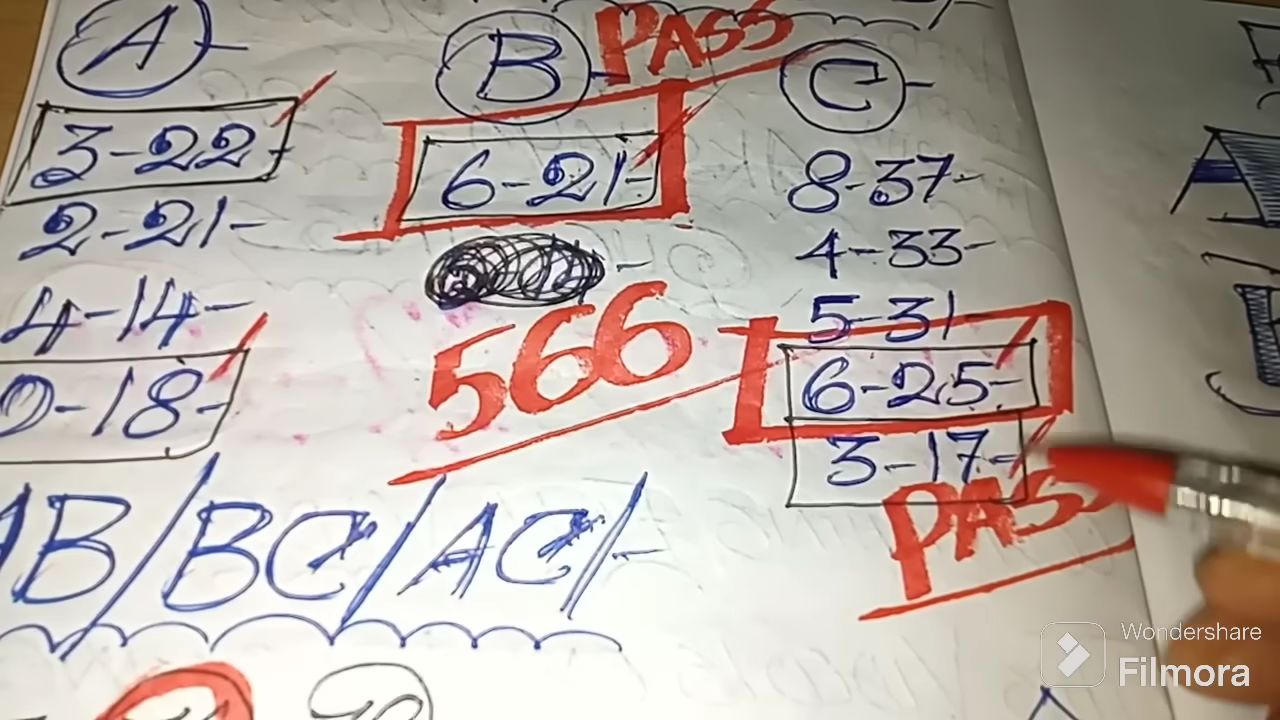 A B C
PASS
3-22-
2-21-
4-14-
0-18-
6-21-
566
8-37-
4-33-
5-31
6-25-
3-17-
PASS
AB/BC/AC/-
Wondershare
Filmora